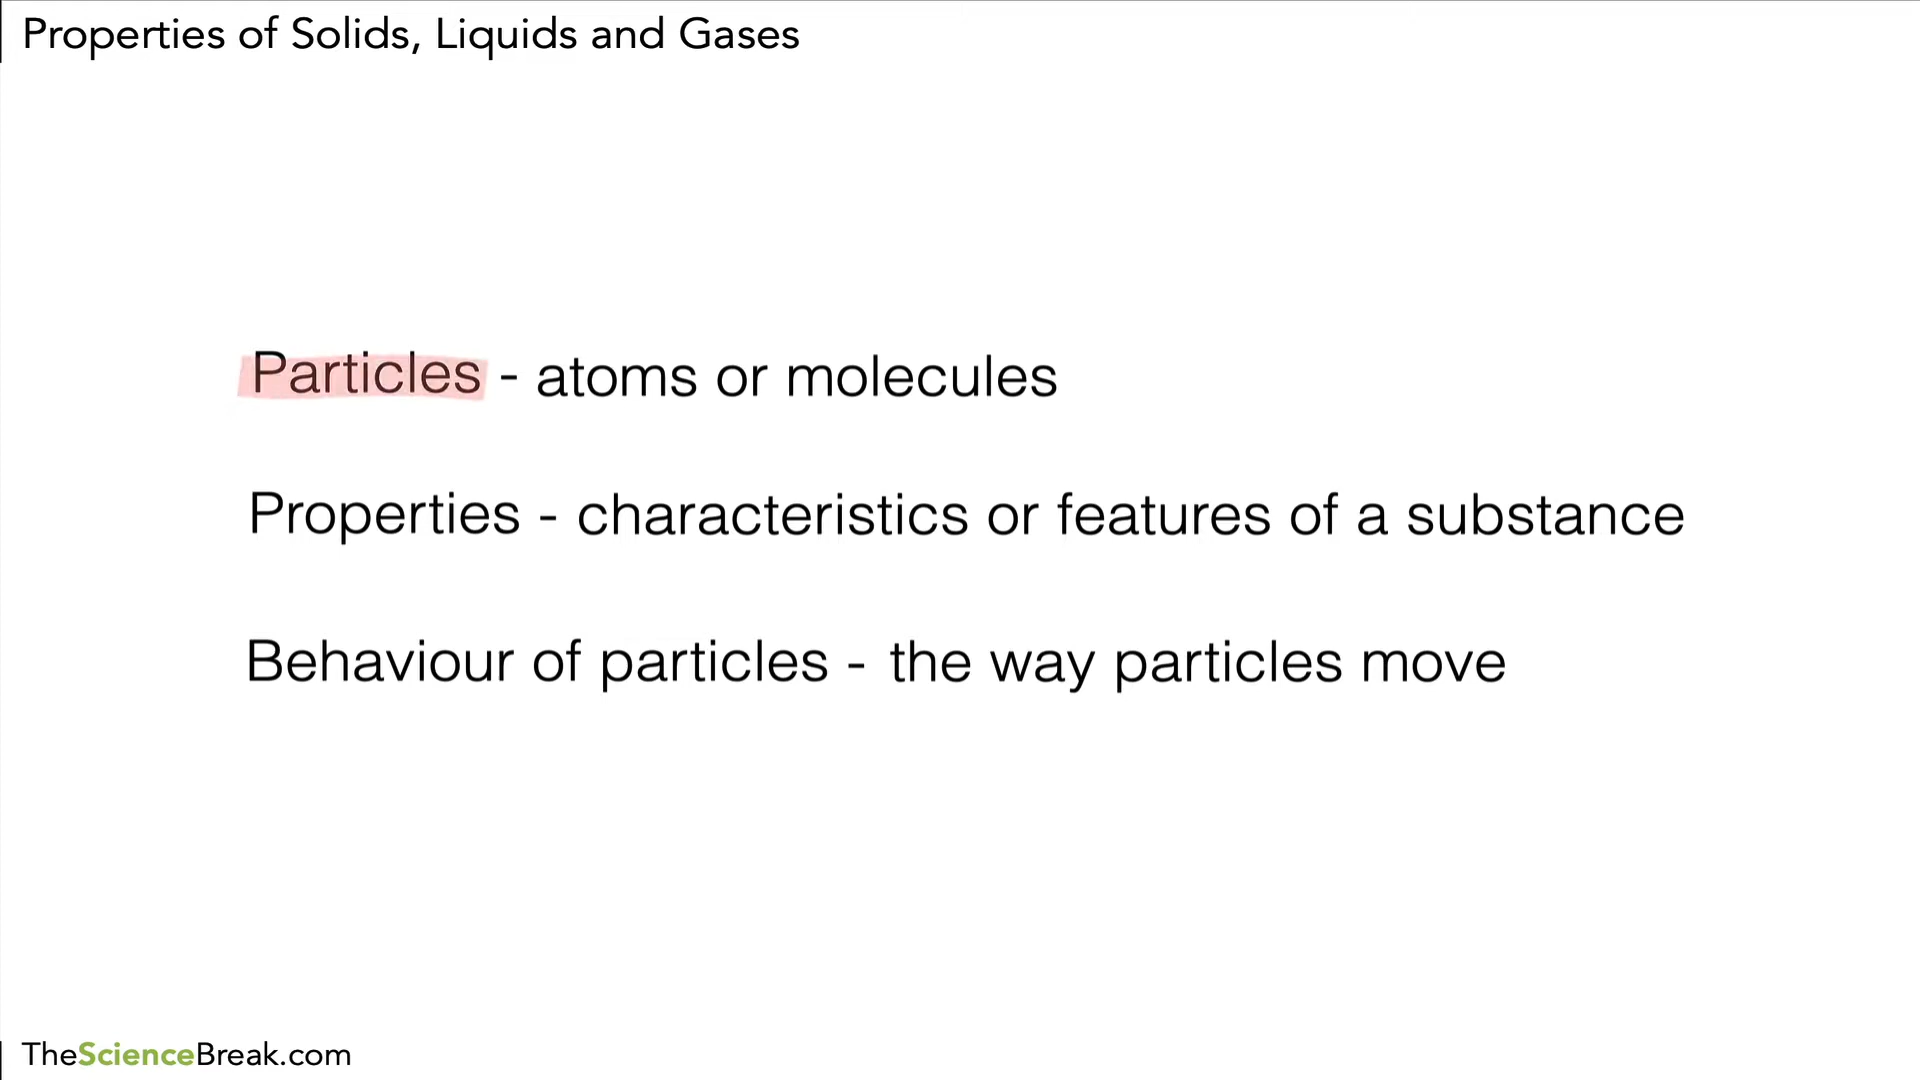 Properties of Solids, Liquids and Gases
Particles - atoms or molecules
Properties - characteristics or features of a substance
Behaviour of particles - the way particles move
TheScienceBreak.com